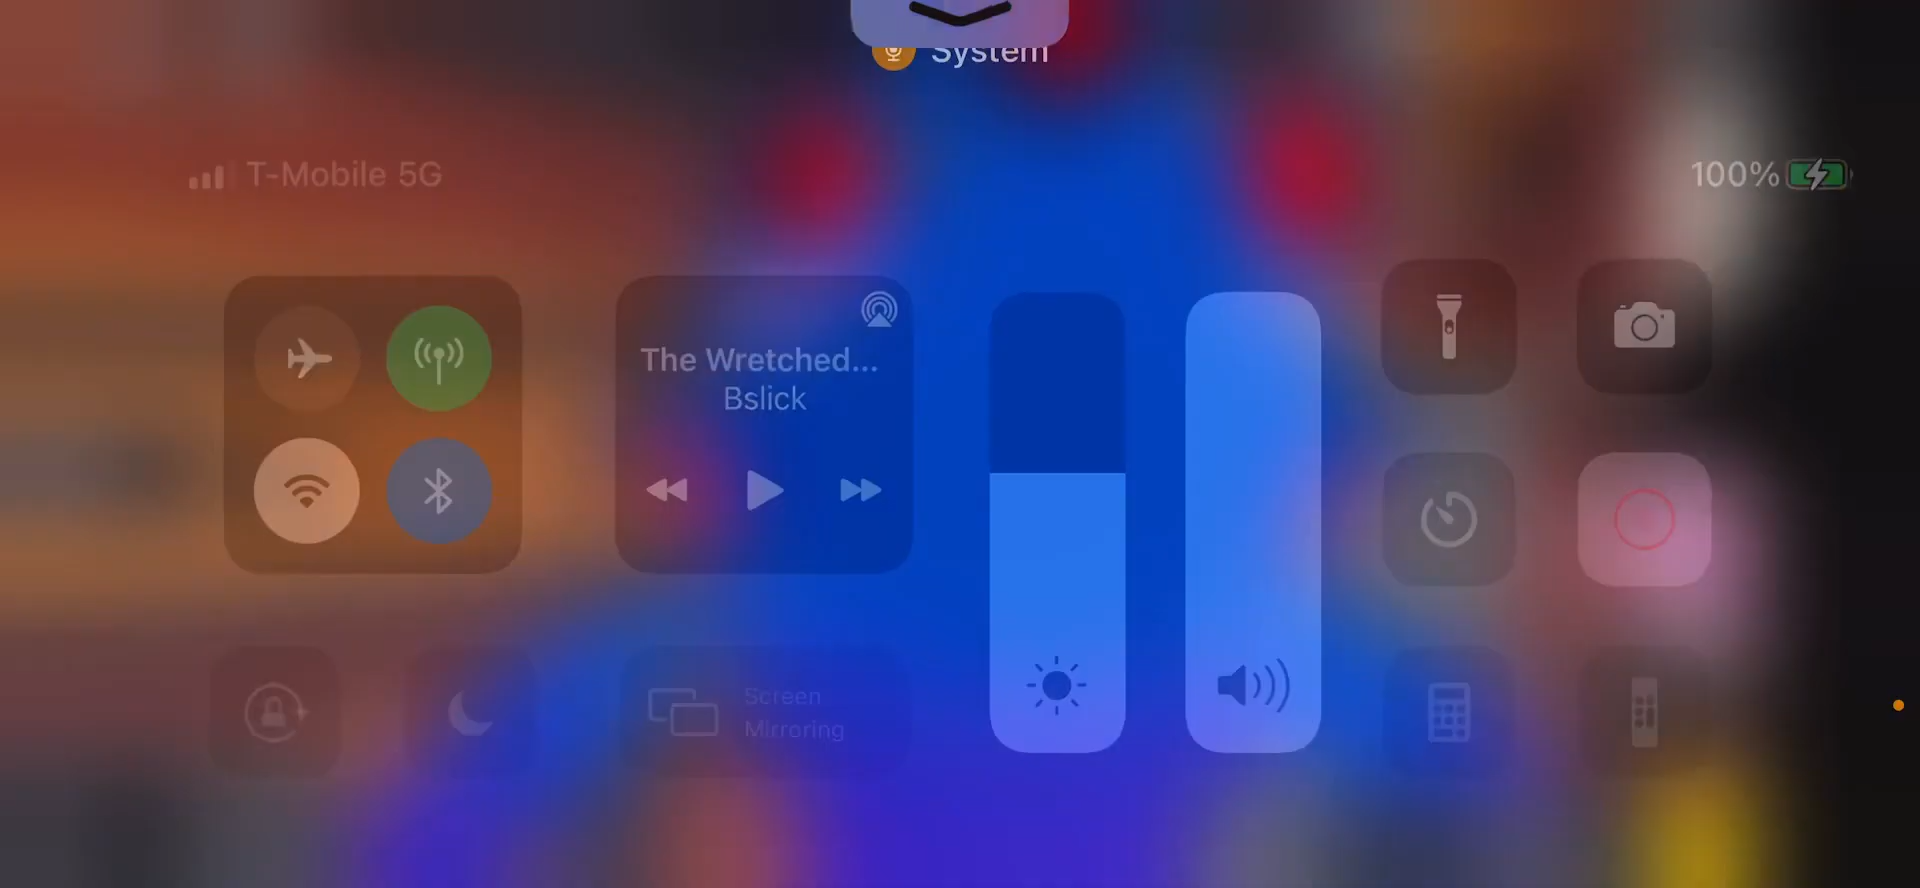 System
T-Mobile 5G
100%
The Wretched...
Bslick
Screen
Mirroring